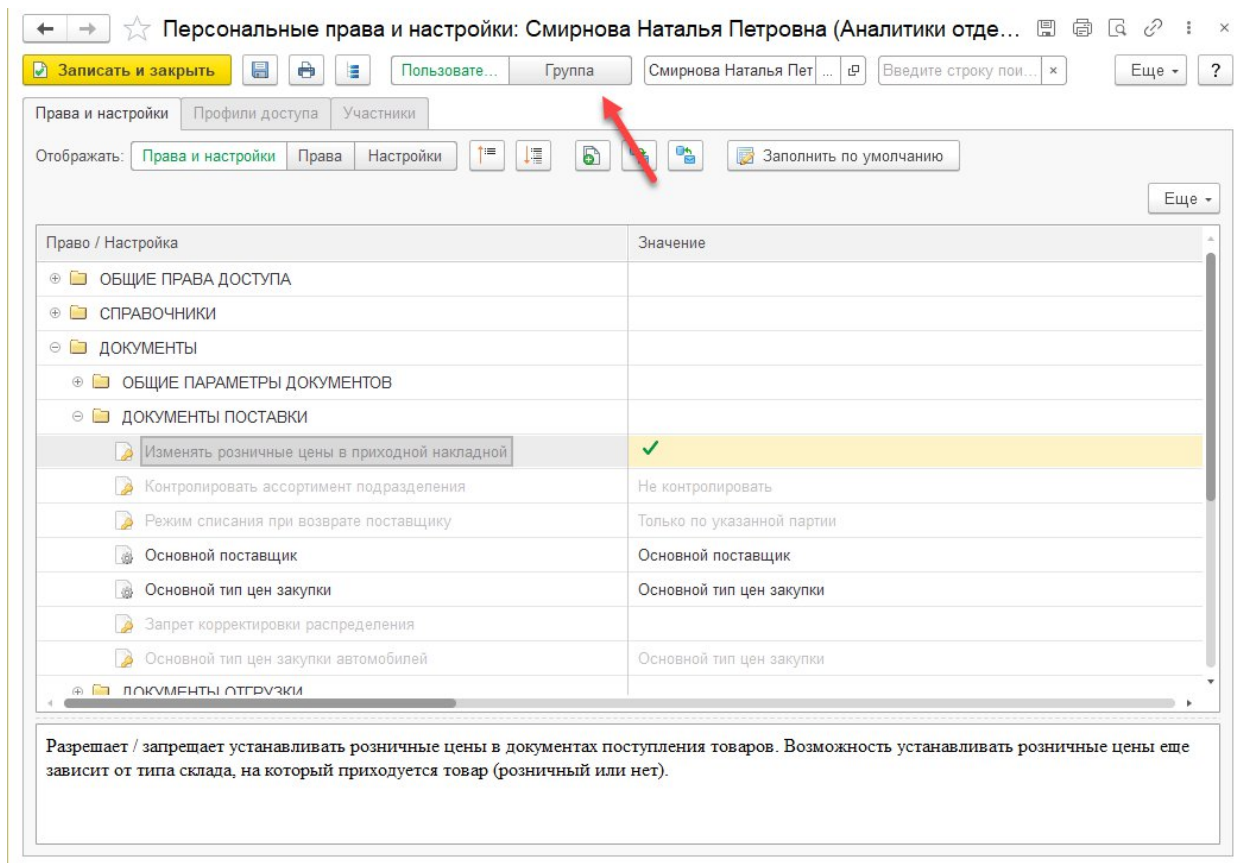 Персональные права и настройки: Смирнова Наталья Петровна (Аналитики отде...
Записать и закрыть Пользовате... Группа Смирнова Наталья Пет ... Введите строку пои... × Еще ?
Права и настройки Профили доступа Участники
Отображать: Права и настройки Права Настройки Заполнить по умолчанию
Еще
Право / Настройка Значение
ОБЩИЕ ПРАВА ДОСТУПА
СПРАВОЧНИКИ
ДОКУМЕНТЫ
ОБЩИЕ ПАРАМЕТРЫ ДОКУМЕНТОВ
ДОКУМЕНТЫ ПОСТАВКИ
Изменять розничные цены в приходной накладной
Контролировать ассортимент подразделения Не контролировать
Режим списания при возврате поставщику Только по указанной партии
Основной поставщик Основной поставщик
Основной тип цен закупки Основной тип цен закупки
Запрет корректировки распределения
Основной тип цен закупки автомобилей Основной тип цен закупки
ДОКУМЕНТЫ ОТГРУЗКИ
Разрешает / запрещает устанавливать розничные цены в документах поступления товаров. Возможность устанавливать розничные цены еще
зависит от типа склада, на который приходуется товар (розничный или нет).